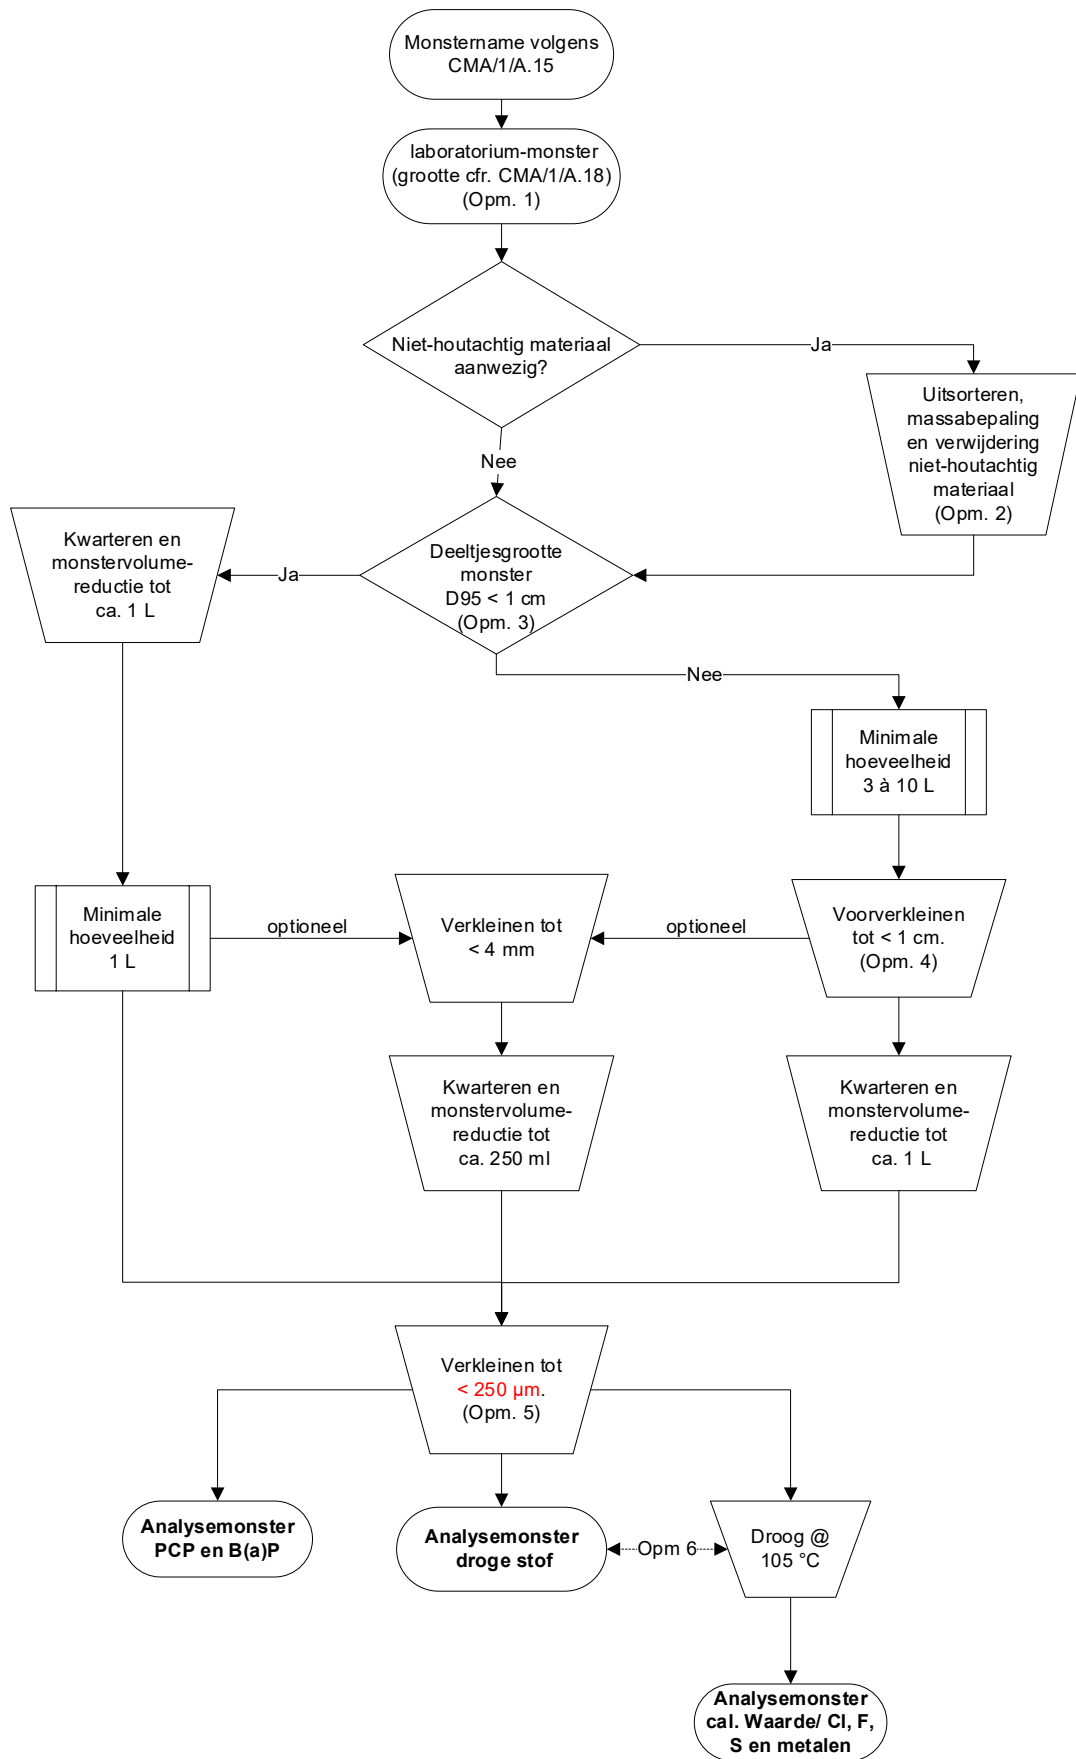 Monstername volgens
CMA/1/A.15
laboratorium-monster
(grootte cfr. CMA/1/A.18)
(Opm. 1)
Niet-houtachtig materiaal
aanwezig?
Ja
Uitsorteren,
massabepaling
en verwijdering
niet-houtachtig
materiaal
(Opm. 2)
Nee
Deeltjesgrootte
monster
D95 < 1 cm
(Opm. 3)
Ja
Kwarteren en
monstervolume-
reductie tot
ca. 1 L
Nee
Minimale
hoeveelheid
3 à 10 L
Minimale
hoeveelheid
1 L
optioneel
Verkleinen tot
< 4 mm
optioneel
Voorverkleinen
tot < 1 cm.
(Opm. 4)
Kwarteren en
monstervolume-
reductie tot
ca. 250 ml
Kwarteren en
monstervolume-
reductie tot
ca. 1 L
Verkleinen tot
< 250 µm.
(Opm. 5)
Analysemonster
PCP en B(a)P
Analysemonster
droge stof
Opm 6
Droog @
105 °C
Analysemonster
cal. Waarde/ Cl, F,
S en metalen